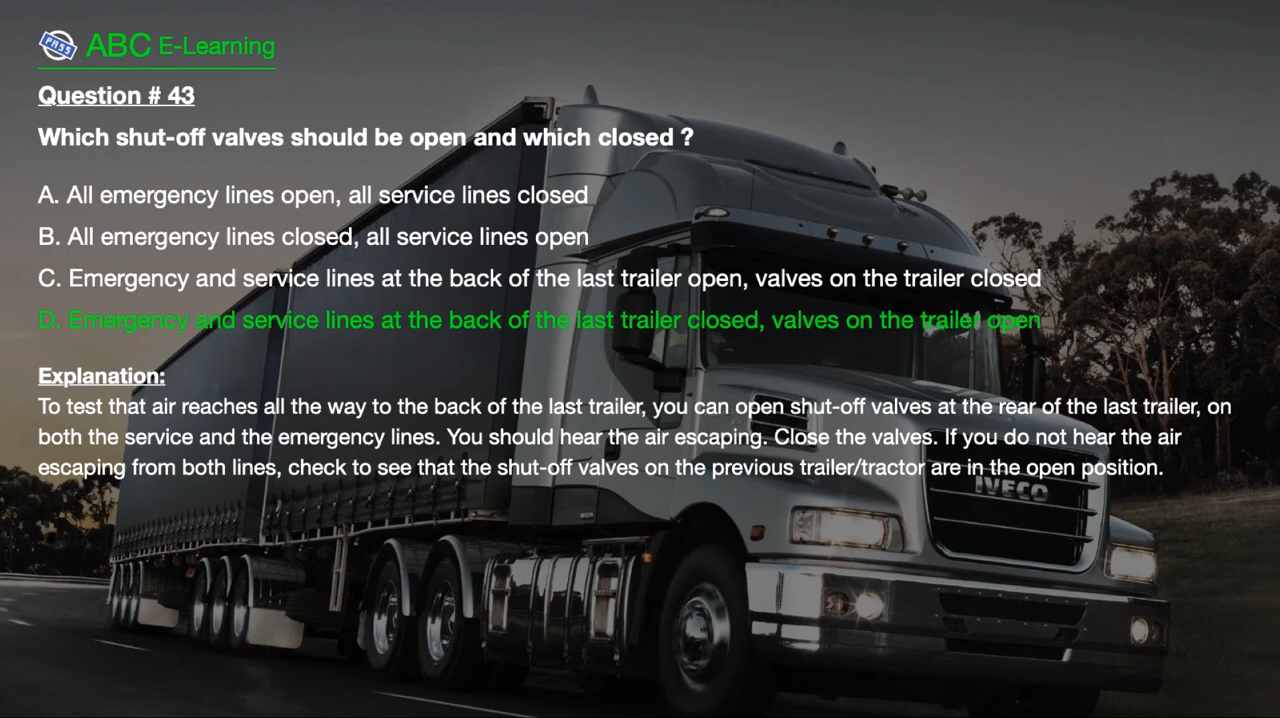 PASS
ABC E-Learning
Question # 43
Which shut-off valves should be open and which closed ?
A. All emergency lines open, all service lines closed
B. All emergency lines closed, all service lines open
C. Emergency and service lines at the back of the last trailer open, valves on the trailer closed
D. Emergency and service lines at the back of the last trailer closed, valves on the trailer open
Explanation:
To test that air reaches all the way to the back of the last trailer, you can open shut-off valves at the rear of the last trailer, on
both the service and the emergency lines. You should hear the air escaping. Close the valves. If you do not hear the air
escaping from both lines, check to see that the shut-off valves on the previous trailer/tractor are in the open position.
IVECO